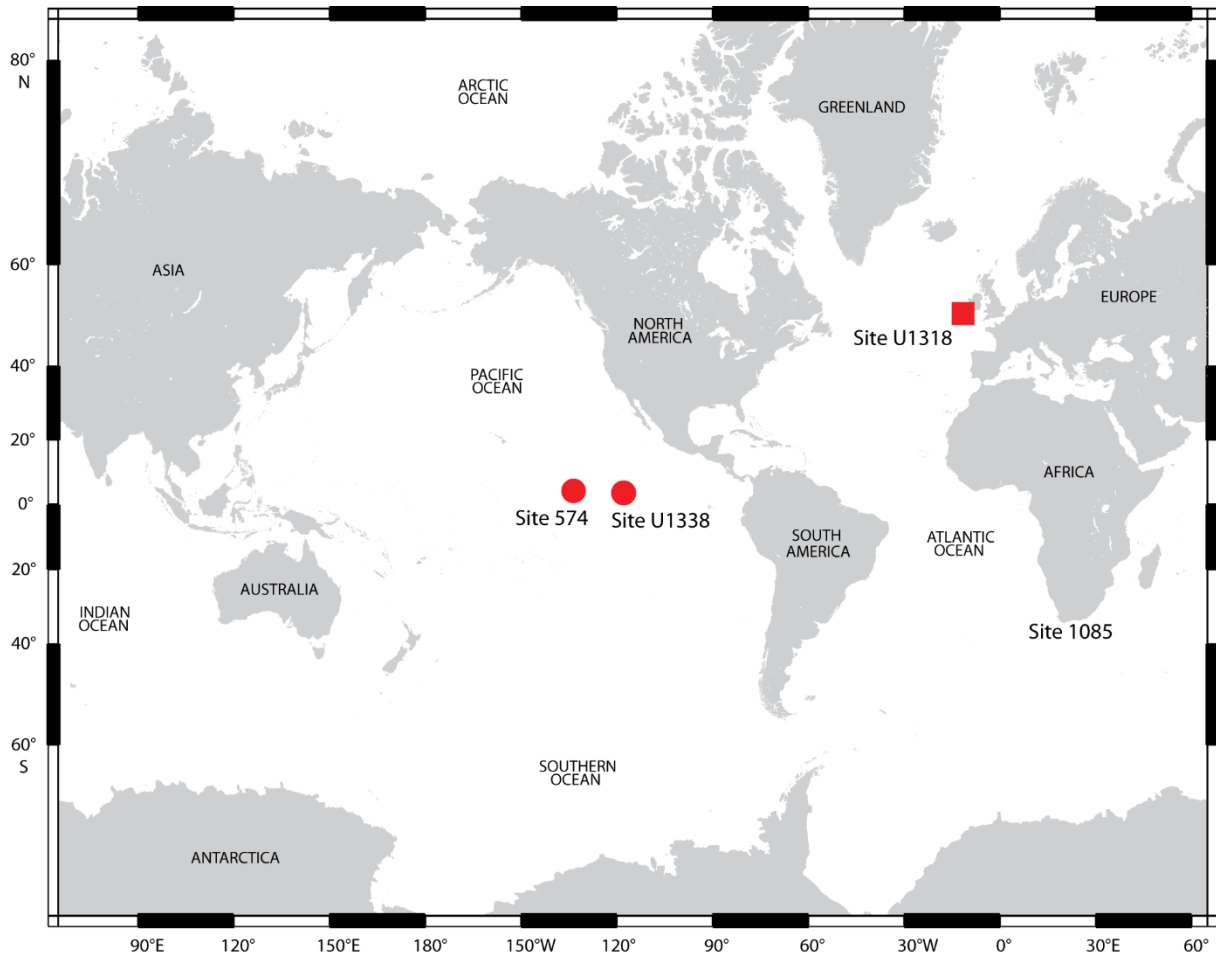 80°
N
ARCTIC
OCEAN
GREENLAND
60°
ASIA
EUROPE
NORTH
AMERICA
Site U1318
40°
PACIFIC
OCEAN
20°
AFRICA
0°
Site 574
Site U1338
SOUTH
AMERICA
ATLANTIC
OCEAN
20°
AUSTRALIA
INDIAN
OCEAN
Site 1085
40°
60°
S
SOUTHERN
OCEAN
ANTARCTICA
90°E 120° 150°E 180° 150°W 120° 90° 60° 30°W 0° 30°E 60°